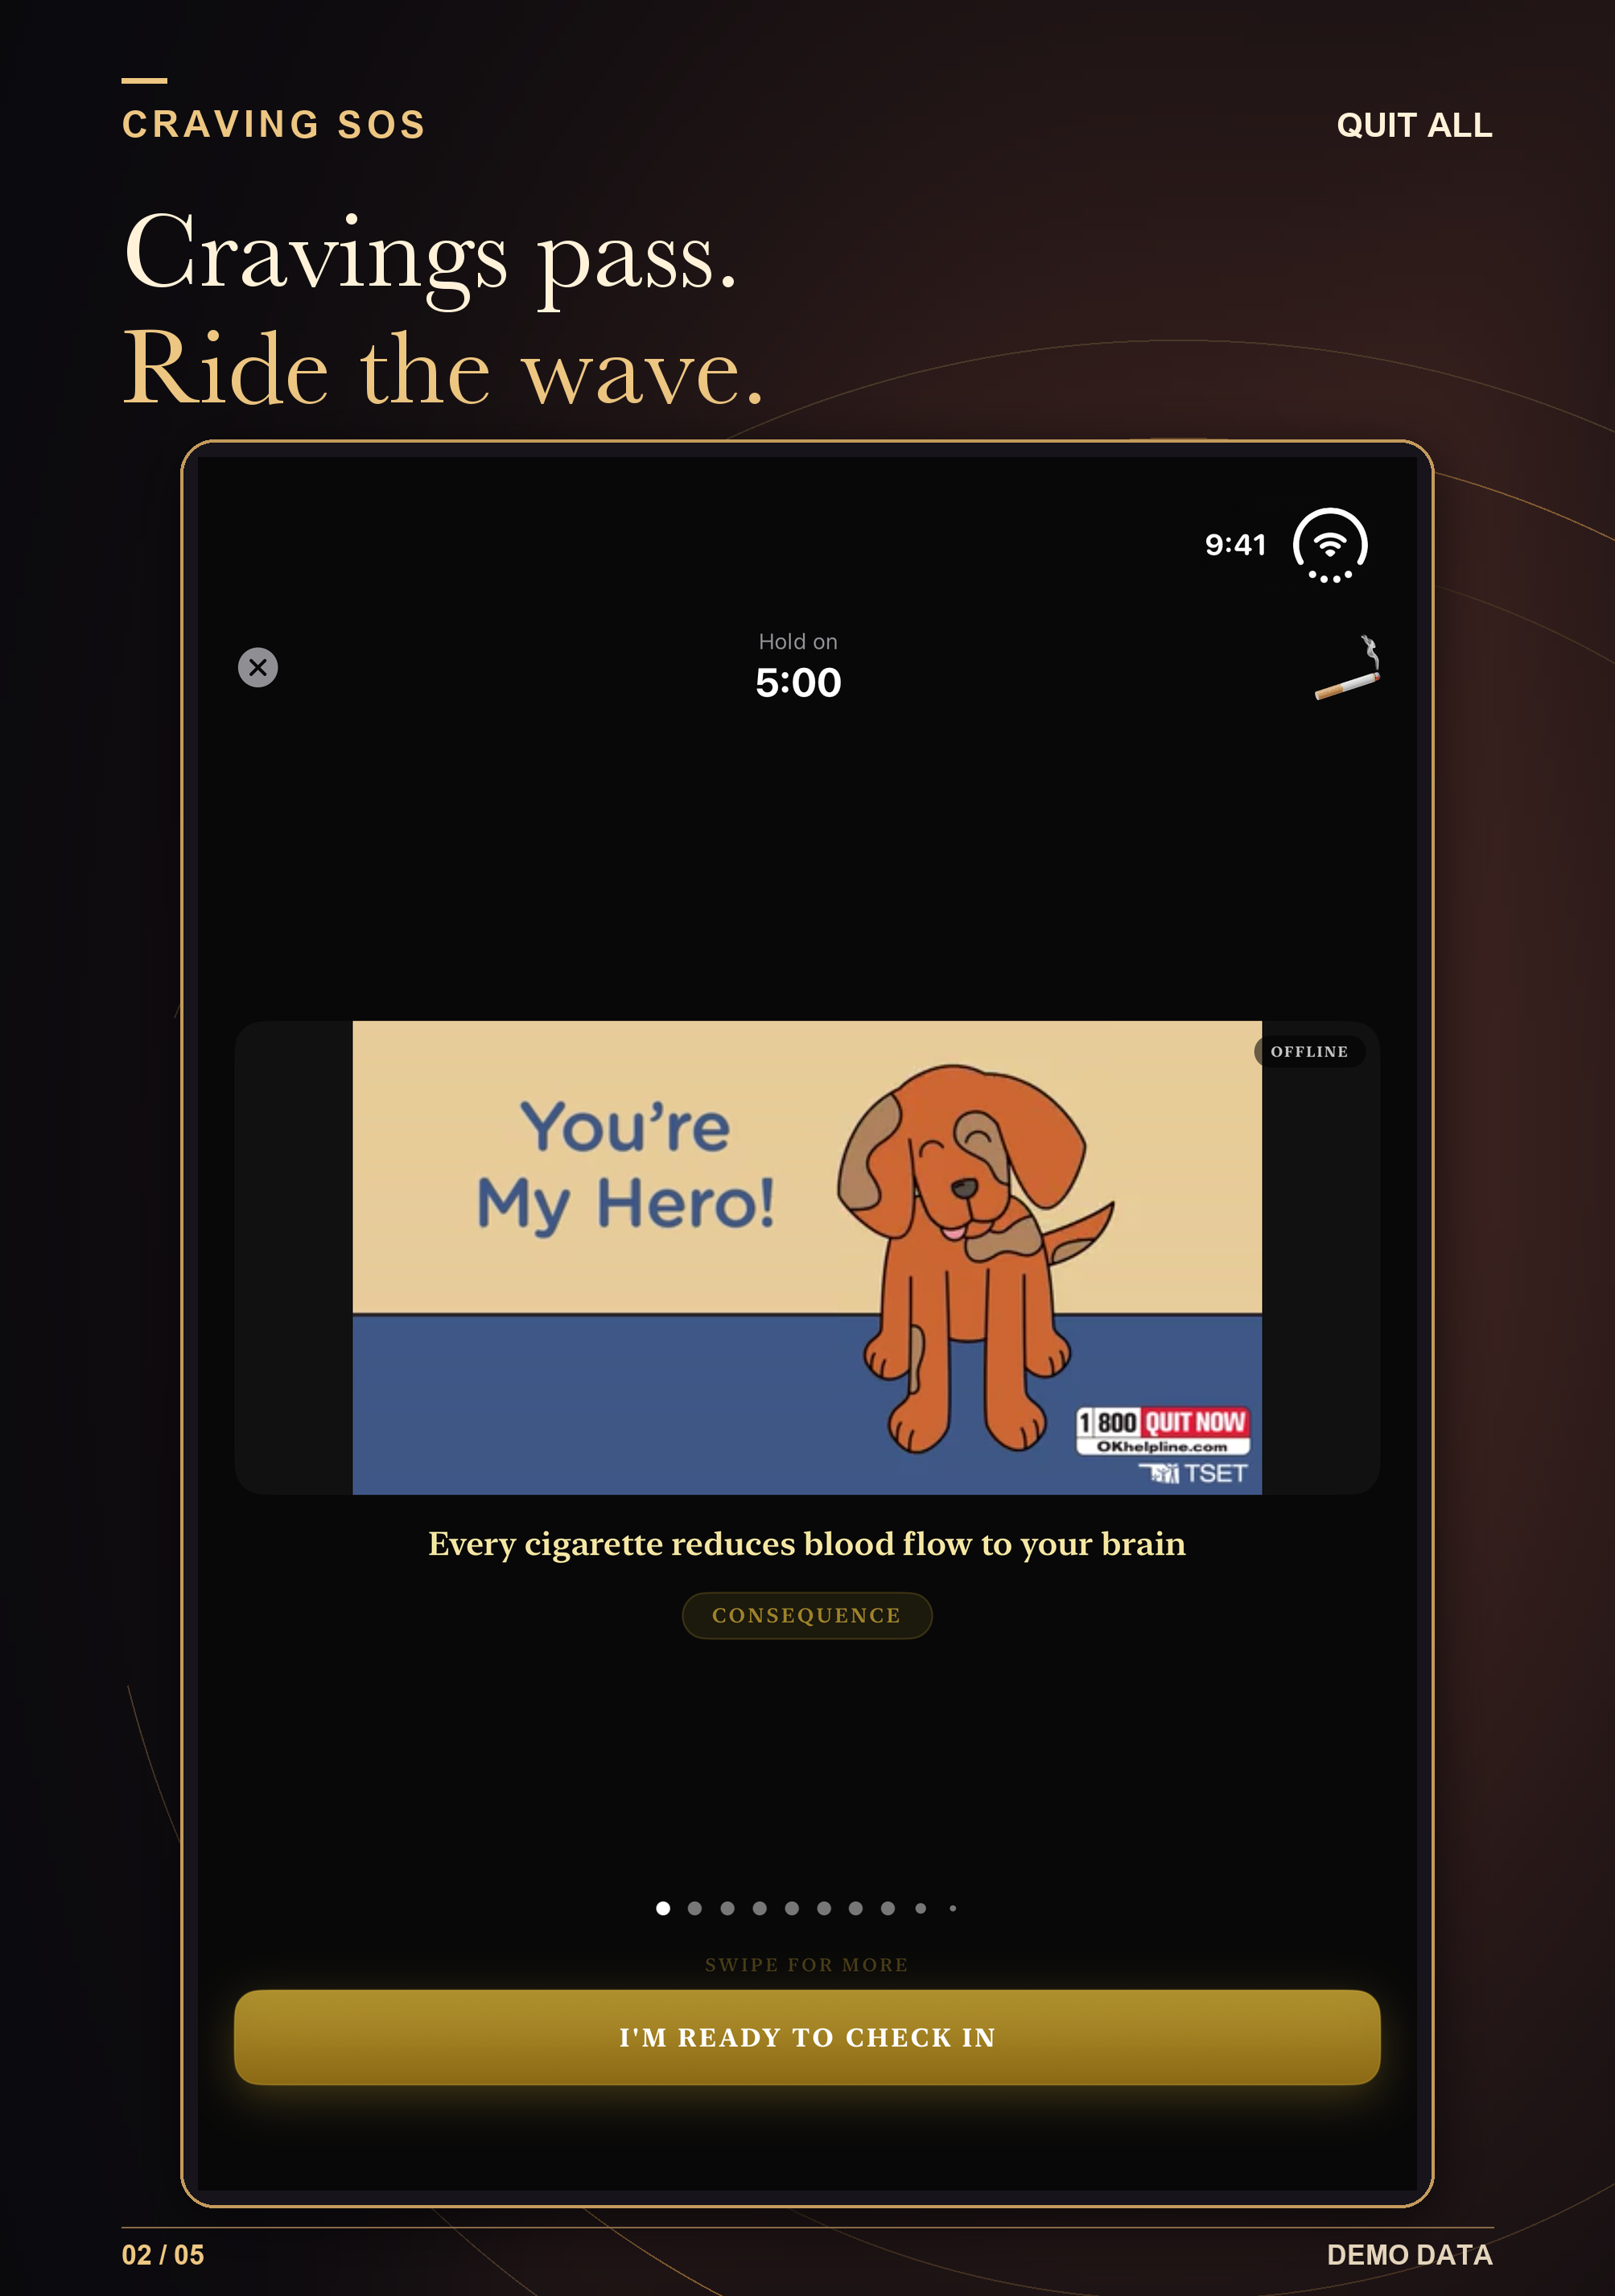 CRAVING SOS
QUIT ALL
Cravings pass.
Ride the wave.
9:41
Hold on
5:00
OFFLINE
You're
My Hero!
1 800 QUIT NOW
OKhelpline.com
TSET
Every cigarette reduces blood flow to your brain
CONSEQUENCE
SWIPE FOR MORE
I'M READY TO CHECK IN
02 / 05
DEMO DATA